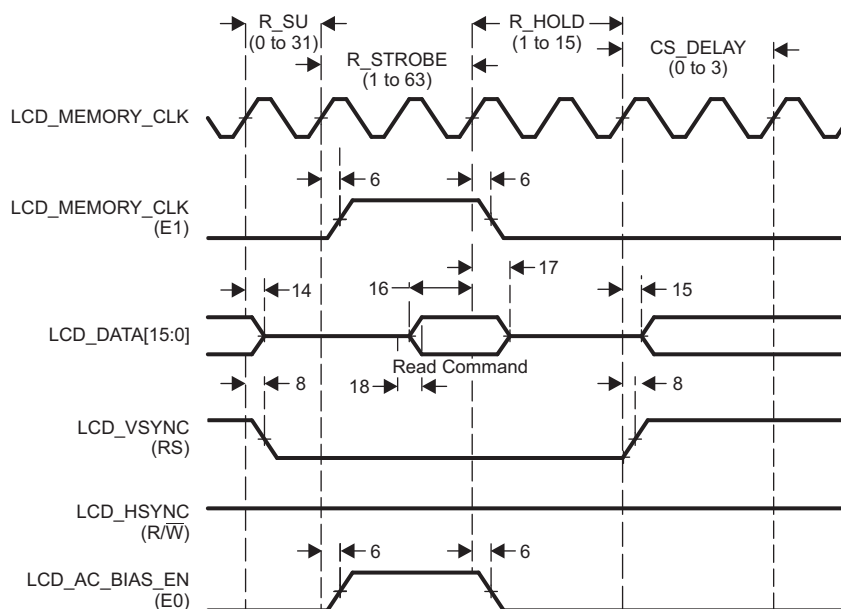 R_SU
(0 to 31)
R_HOLD
(1 to 15)
R_STROBE
(1 to 63)
CS_DELAY
(0 to 3)
LCD_MEMORY_CLK
6
6
LCD_MEMORY_CLK
(E1)
14
16
17
15
LCD_DATA[15:0]
Read Command
8
18
8
LCD_VSYNC
(RS)
LCD_HSYNC
(R/W̅)
6
6
LCD_AC_BIAS_EN
(E0)